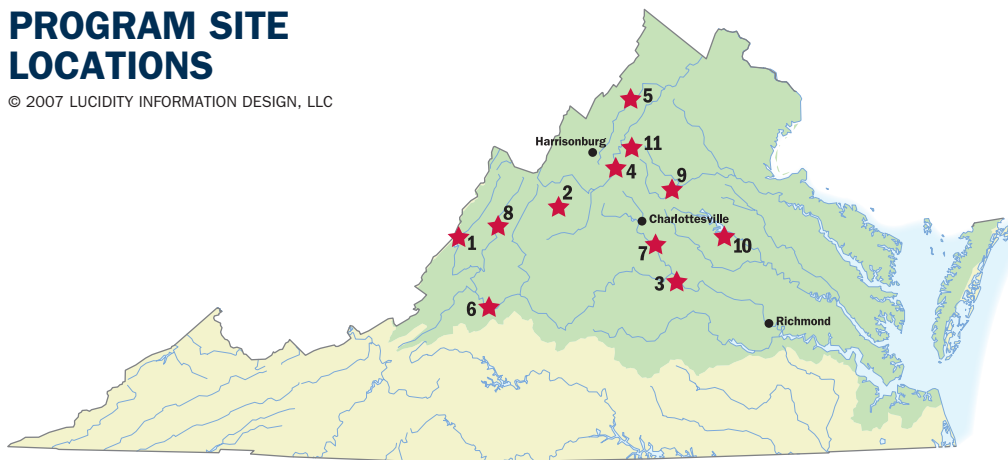 PROGRAM SITE
LOCATIONS
© 2007 LUCIDITY INFORMATION DESIGN, LLC
5
Harrisonburg
11
4
9
2
8
Charlottesville
1
7
10
3
6
Richmond